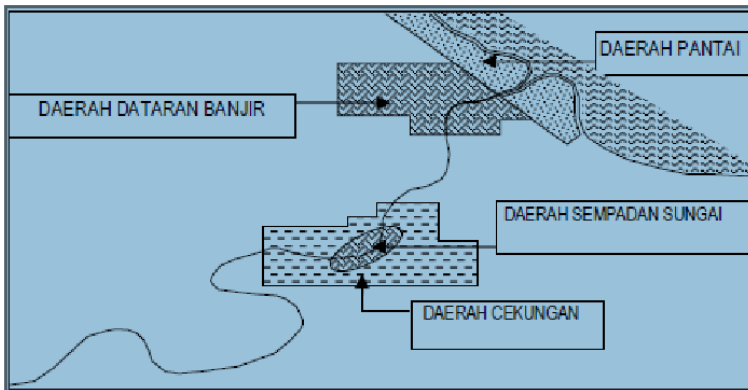 DAERAH PANTAI
DAERAH DATARAN BANJIR
DAERAH SEMPADAN SUNGAI
DAERAH CEKUNGAN